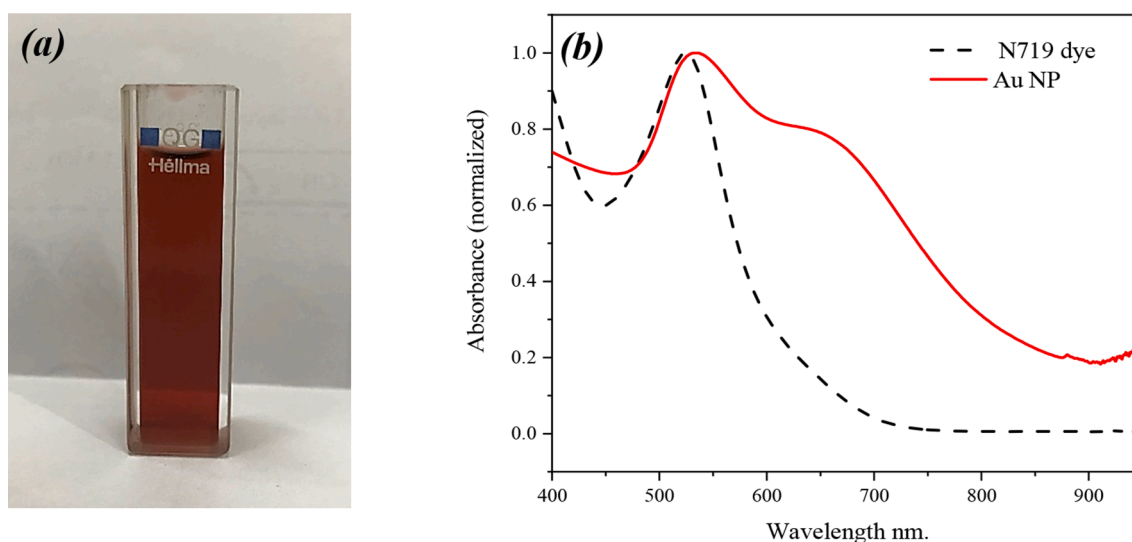 (a)
QG
Hellma
(b)
N719 dye
Au NP
Absorbance (normalized)
1.0
0.8
0.6
0.4
0.2
0.0
400
500
600
700
800
900
Wavelength nm.